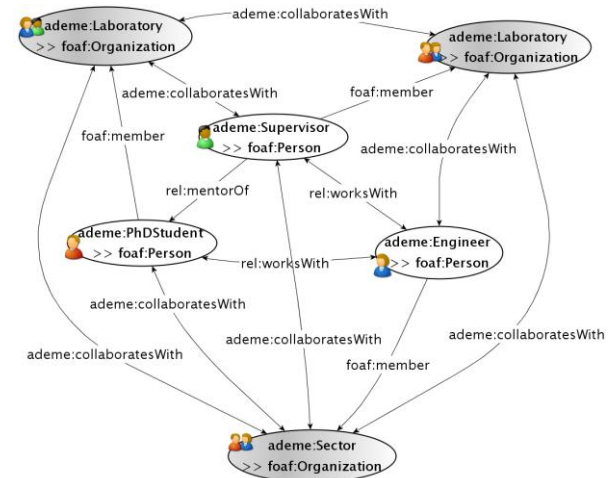 ademe:collaboratesWith
ademe:Laboratory
>> foaf:Organization
ademe:Laboratory
>> foaf:Organization
ademe:collaboratesWith
foaf:member
foaf:member
ademe:Supervisor
>> foaf:Person
ademe:collaboratesWith
rel:mentorOf
rel:worksWith
ademe:PhDStudent
>> foaf:Person
ademe:Engineer
>> foaf:Person
rel:worksWith
ademe:collaboratesWith
ademe:collaboratesWith
ademe:collaboratesWith
ademe:collaboratesWith
foaf:member
ademe:Sector
>> foaf:Organization